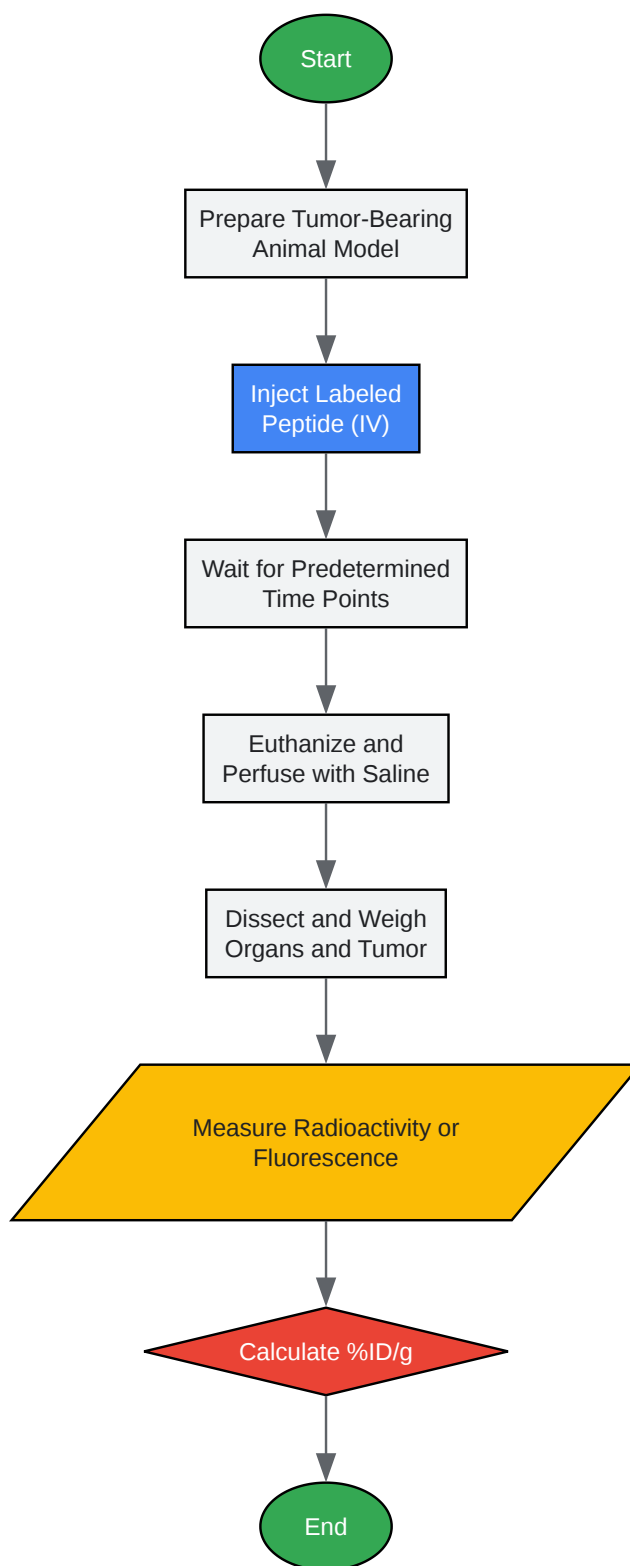 Start
Prepare Tumor-Bearing
Animal Model
Inject Labeled
Peptide (IV)
Wait for Predetermined
Time Points
Euthanize and
Perfuse with Saline
Dissect and Weigh
Organs and Tumor
Measure Radioactivity or
Fluorescence
Calculate %ID/g
End